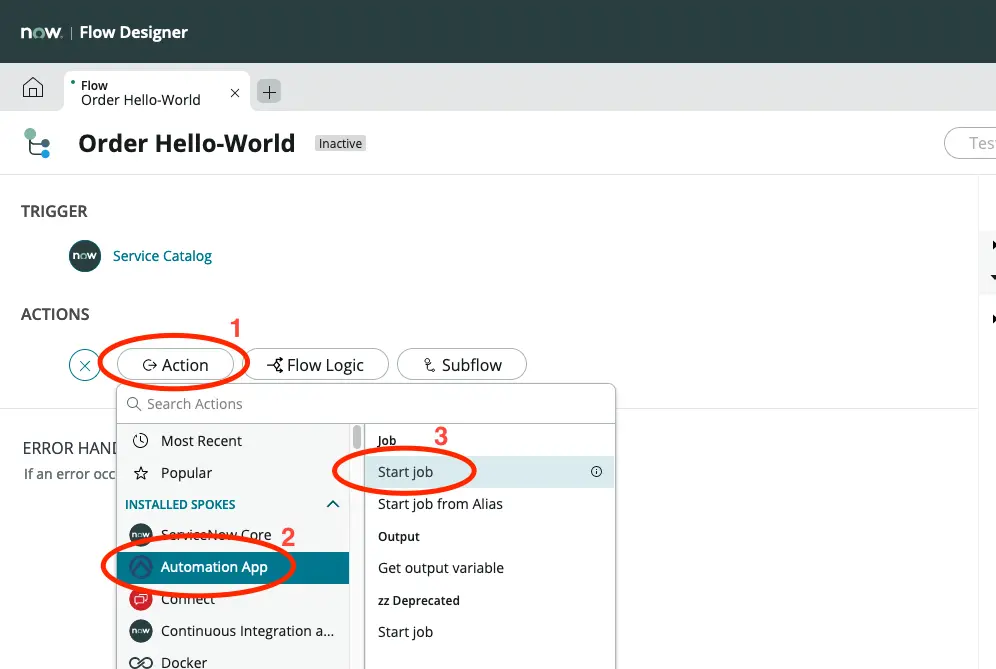 now. | Flow Designer
Flow
Order Hello-World
Order Hello-World
Inactive
Tes
TRIGGER
now
Service Catalog
ACTIONS
1
Action
Flow Logic
Subflow
Search Actions
ERROR HAND
If an error occ
Most Recent
Popular
INSTALLED SPOKES
now
ServiceNow Core
2
Automation App
Connect
now
Continuous Integration a...
Docker
Job
3
Start job
Start job from Alias
Output
Get output variable
zz Deprecated
Start job